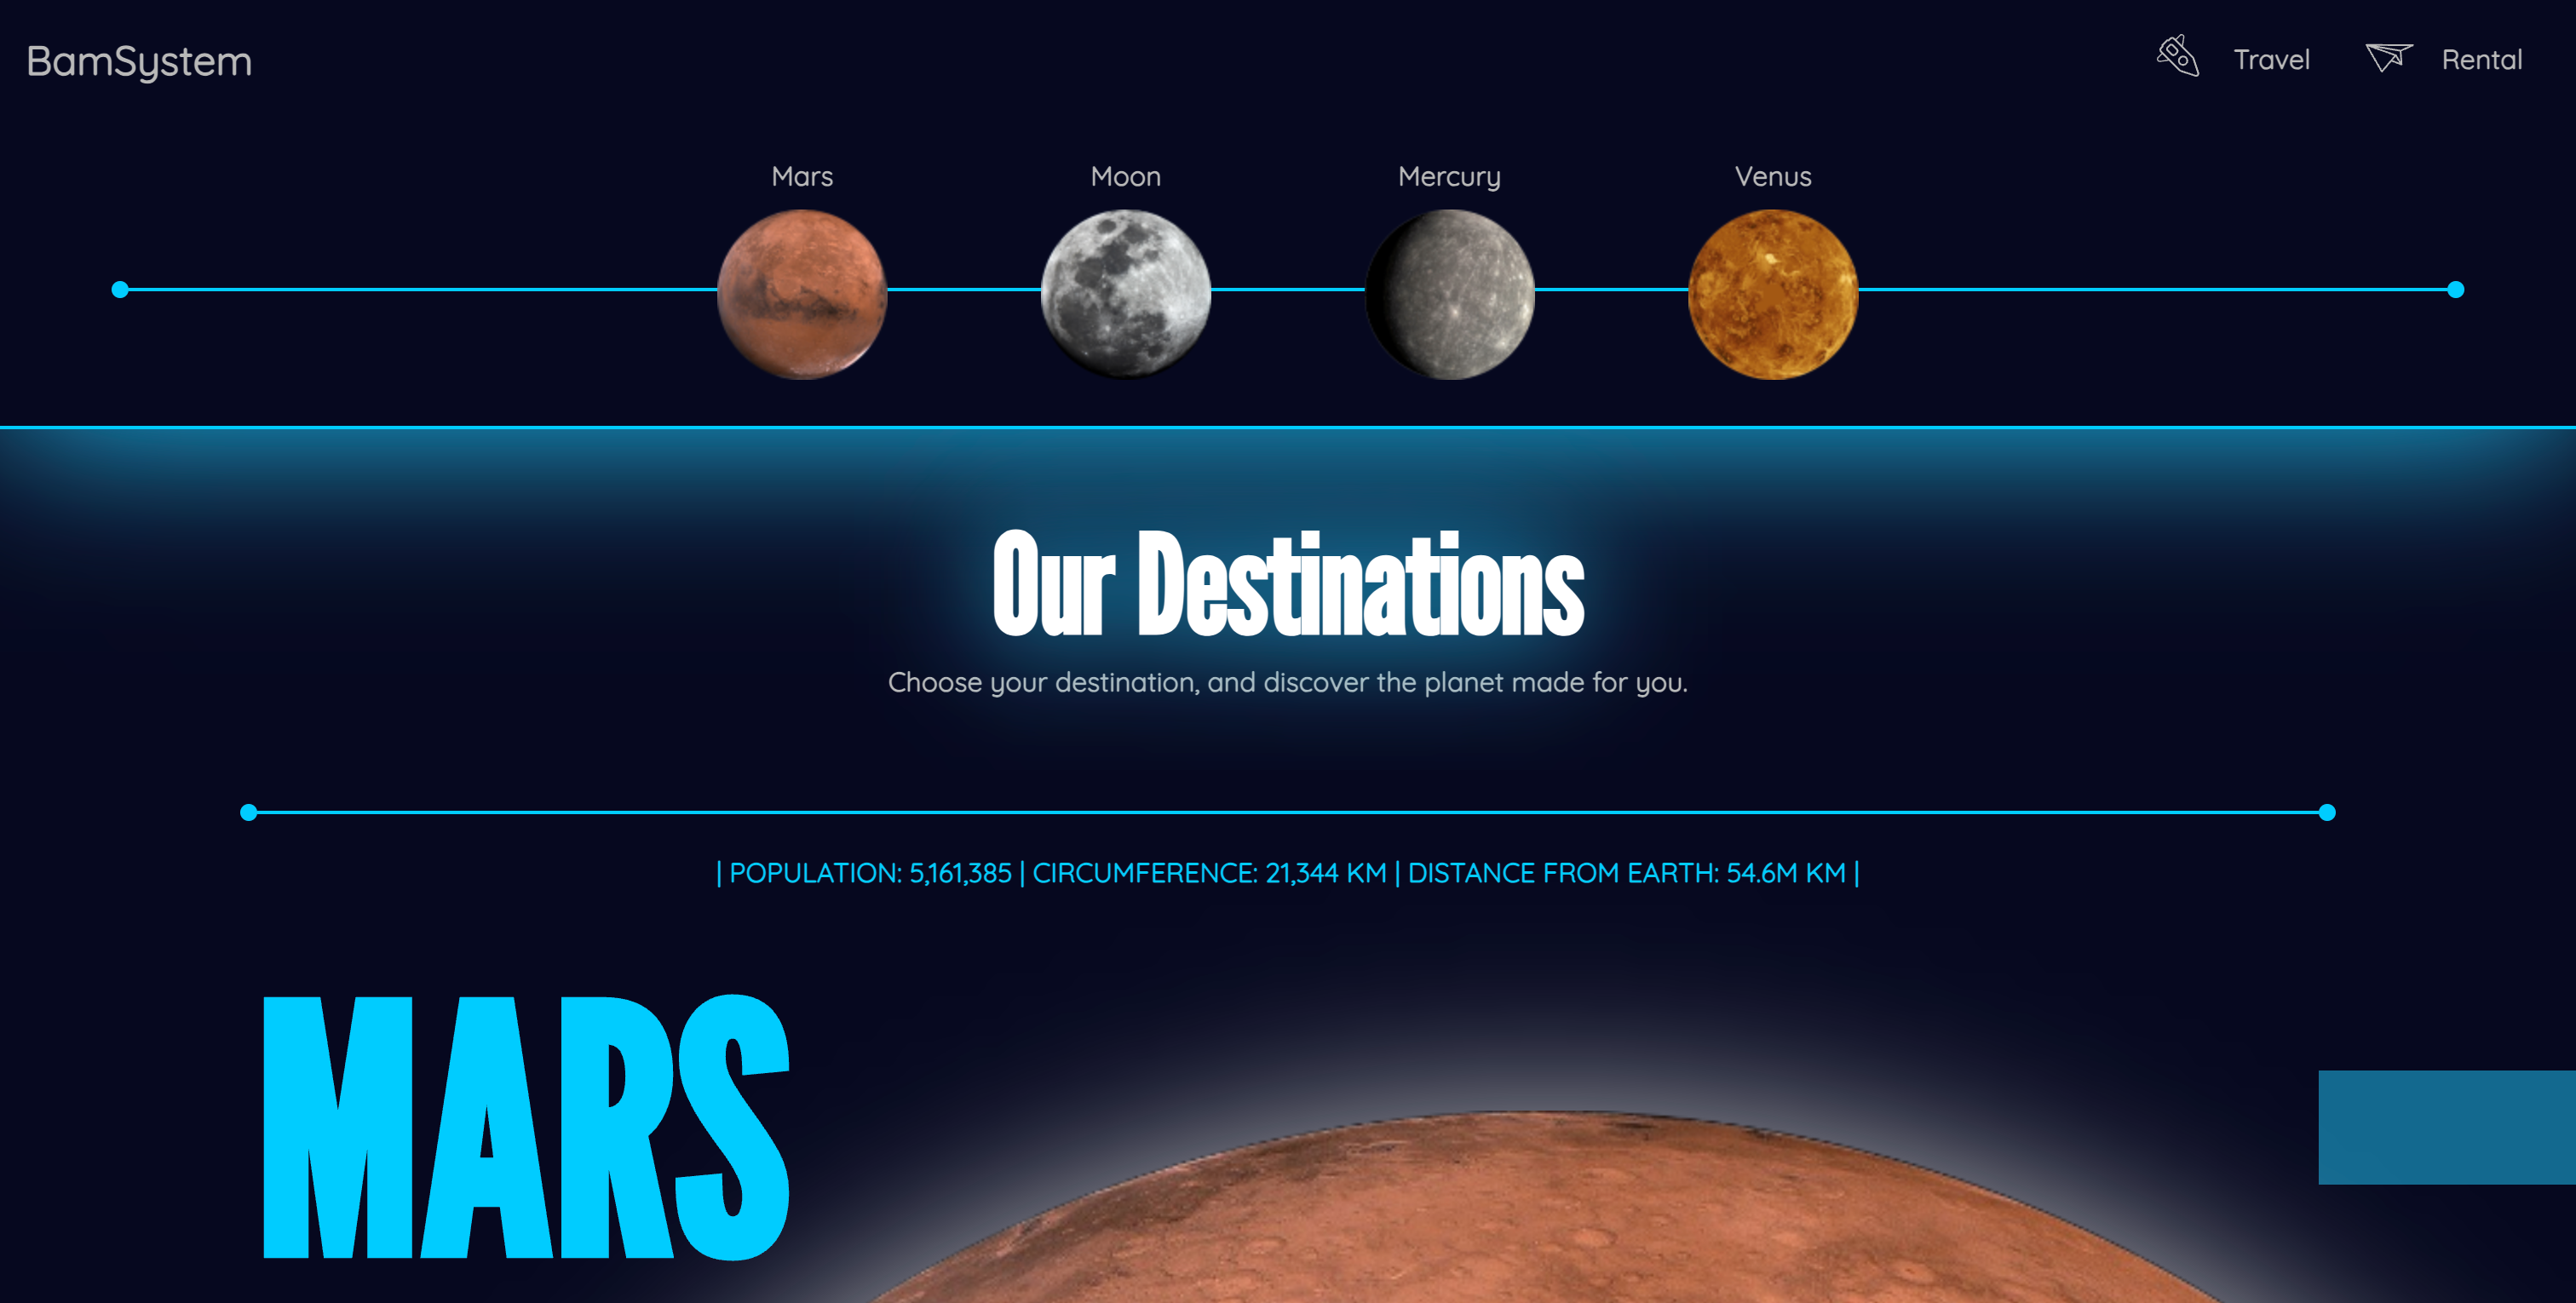 BamSystem
Travel Rental
Mars Moon Mercury Venus
Our Destinations
Choose your destination, and discover the planet made for you.
| POPULATION: 5,161,385 | CIRCUMFERENCE: 21,344 KM | DISTANCE FROM EARTH: 54.6M KM |
MARS